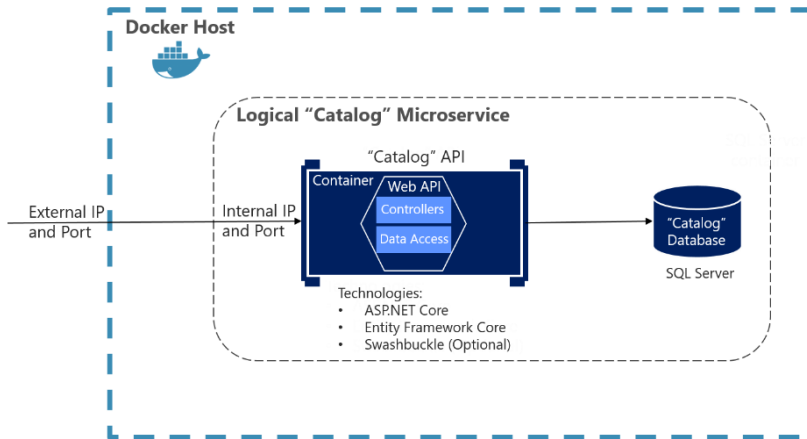 Docker Host
Logical “Catalog” Microservice
“Catalog” API
Container
Web API
Controllers
Data Access
External IP
and Port
Internal IP
and Port
“Catalog”
Database
SQL Server
Technologies:
• ASP.NET Core
• Entity Framework Core
• Swashbuckle (Optional)